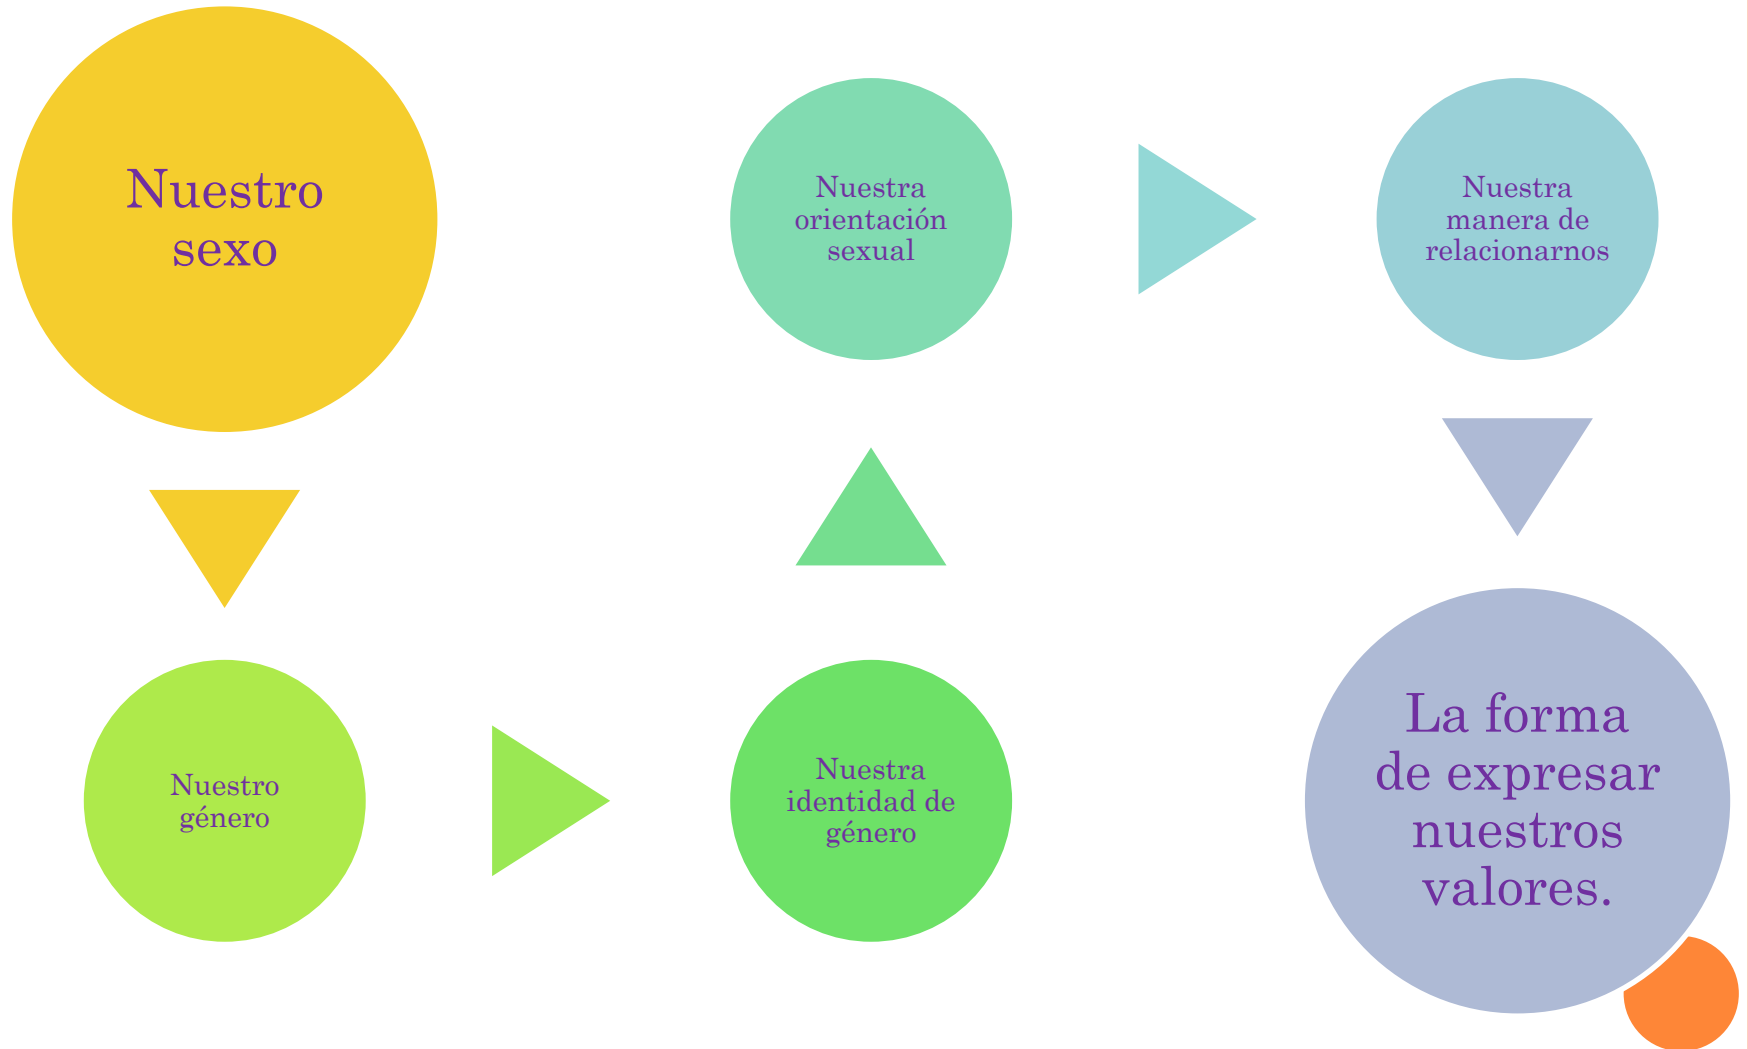 Nuestro
sexo
Nuestro
género
Nuestra
identidad de
género
Nuestra
orientación
sexual
Nuestra
manera de
relacionarnos
La forma
de expresar
nuestros
valores.